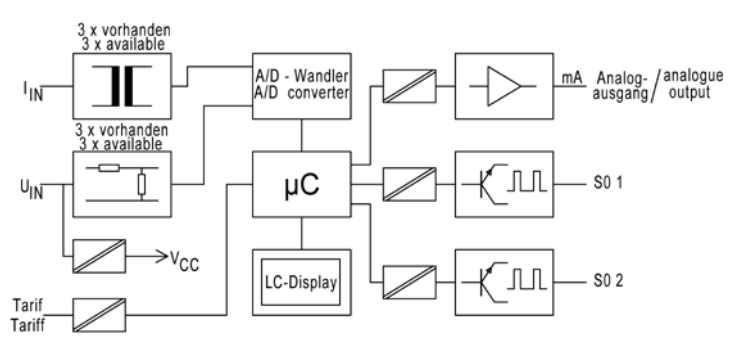 3 x vorhanden
3 x available
I IN
A/D - Wandler
A/D converter
mA
Analog- / analogue
ausgang / output
3 x vorhanden
3 x available
U IN
µC
S0 1
VCC
LC-Display
S0 2
Tarif
Tariff